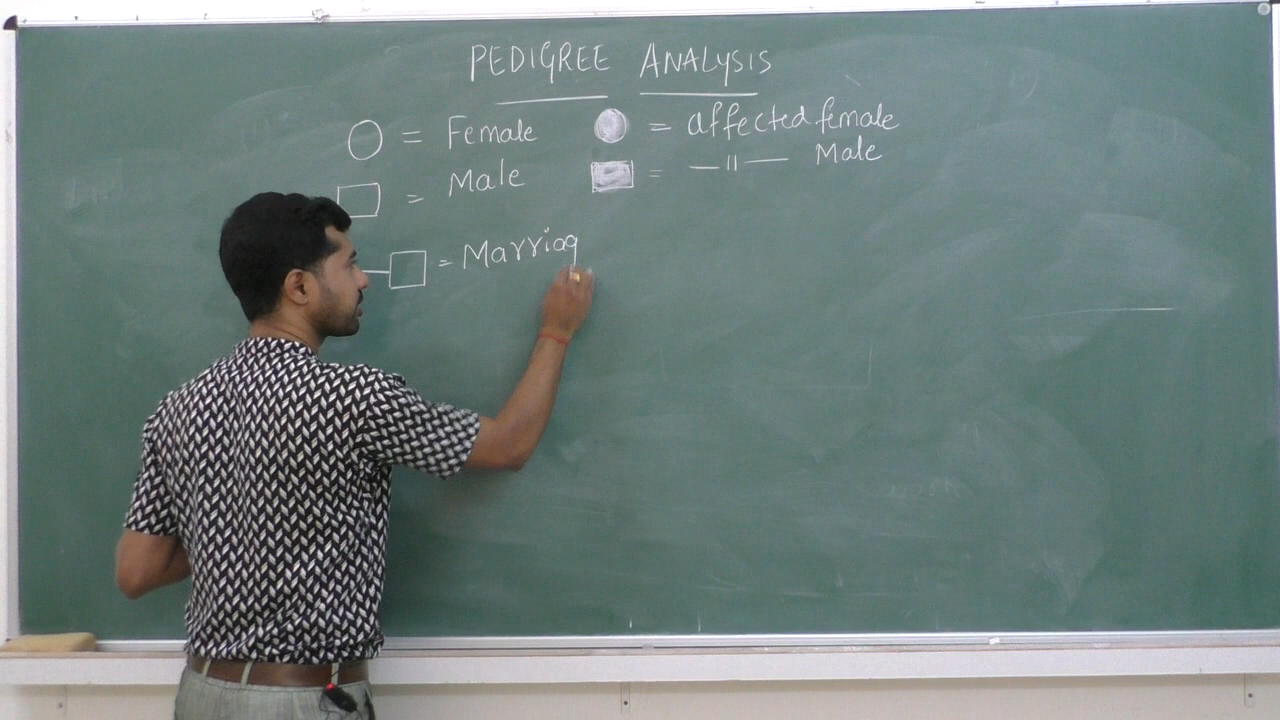 PEDIGREE ANALYSIS
= Female = affected female
= Male = —〃— Male
= Marriag